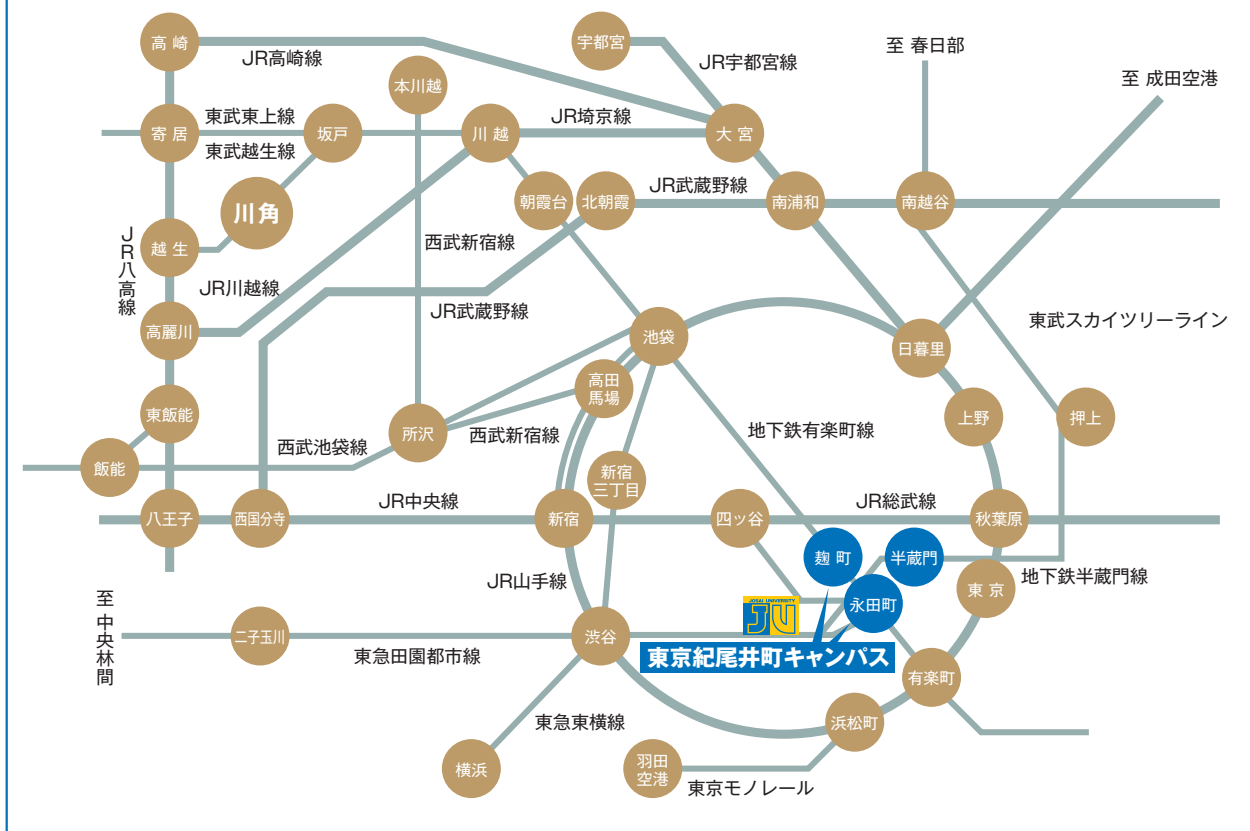 高崎
宇都宮
至 春日部
JR高崎線
JR宇都宮線
至 成田空港
本川越
東武東上線
JR埼京線
寄居
坂戸
川越
大宮
東武越生線
JR武蔵野線
川角
朝霞台
北朝霞
南浦和
南越谷
JR八高線
越生
西武新宿線
JR川越線
JR武蔵野線
東武スカイツリーライン
高麗川
池袋
日暮里
高田
馬場
東飯能
上野
押上
所沢
西武新宿線
地下鉄有楽町線
西武池袋線
飯能
新宿
三丁目
JR中央線
JR総武線
八王子
西国分寺
新宿
四ッ谷
秋葉原
麹町
半蔵門
JR山手線
地下鉄半蔵門線
東京
至 中央林間
永田町
JOSAI UNIVERSITY
JU
二子玉川
渋谷
東急田園都市線
東京紀尾井町キャンパス
有楽町
東急東横線
浜松町
横浜
羽田
空港
東京モノレール